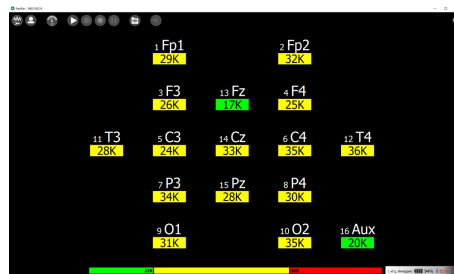 1 Fp1 2 Fp2
29K 32K
3 F3 13 Fz 4 F4
26K 17K 25K
11 T3 5 C3 14 Cz 6 C4 12 T4
28K 24K 33K 35K 36K
7 P3 15 Pz 8 P4
34K 28K 30K
9 O1 10 O2 16 Aux
31K 35K 20K
94%